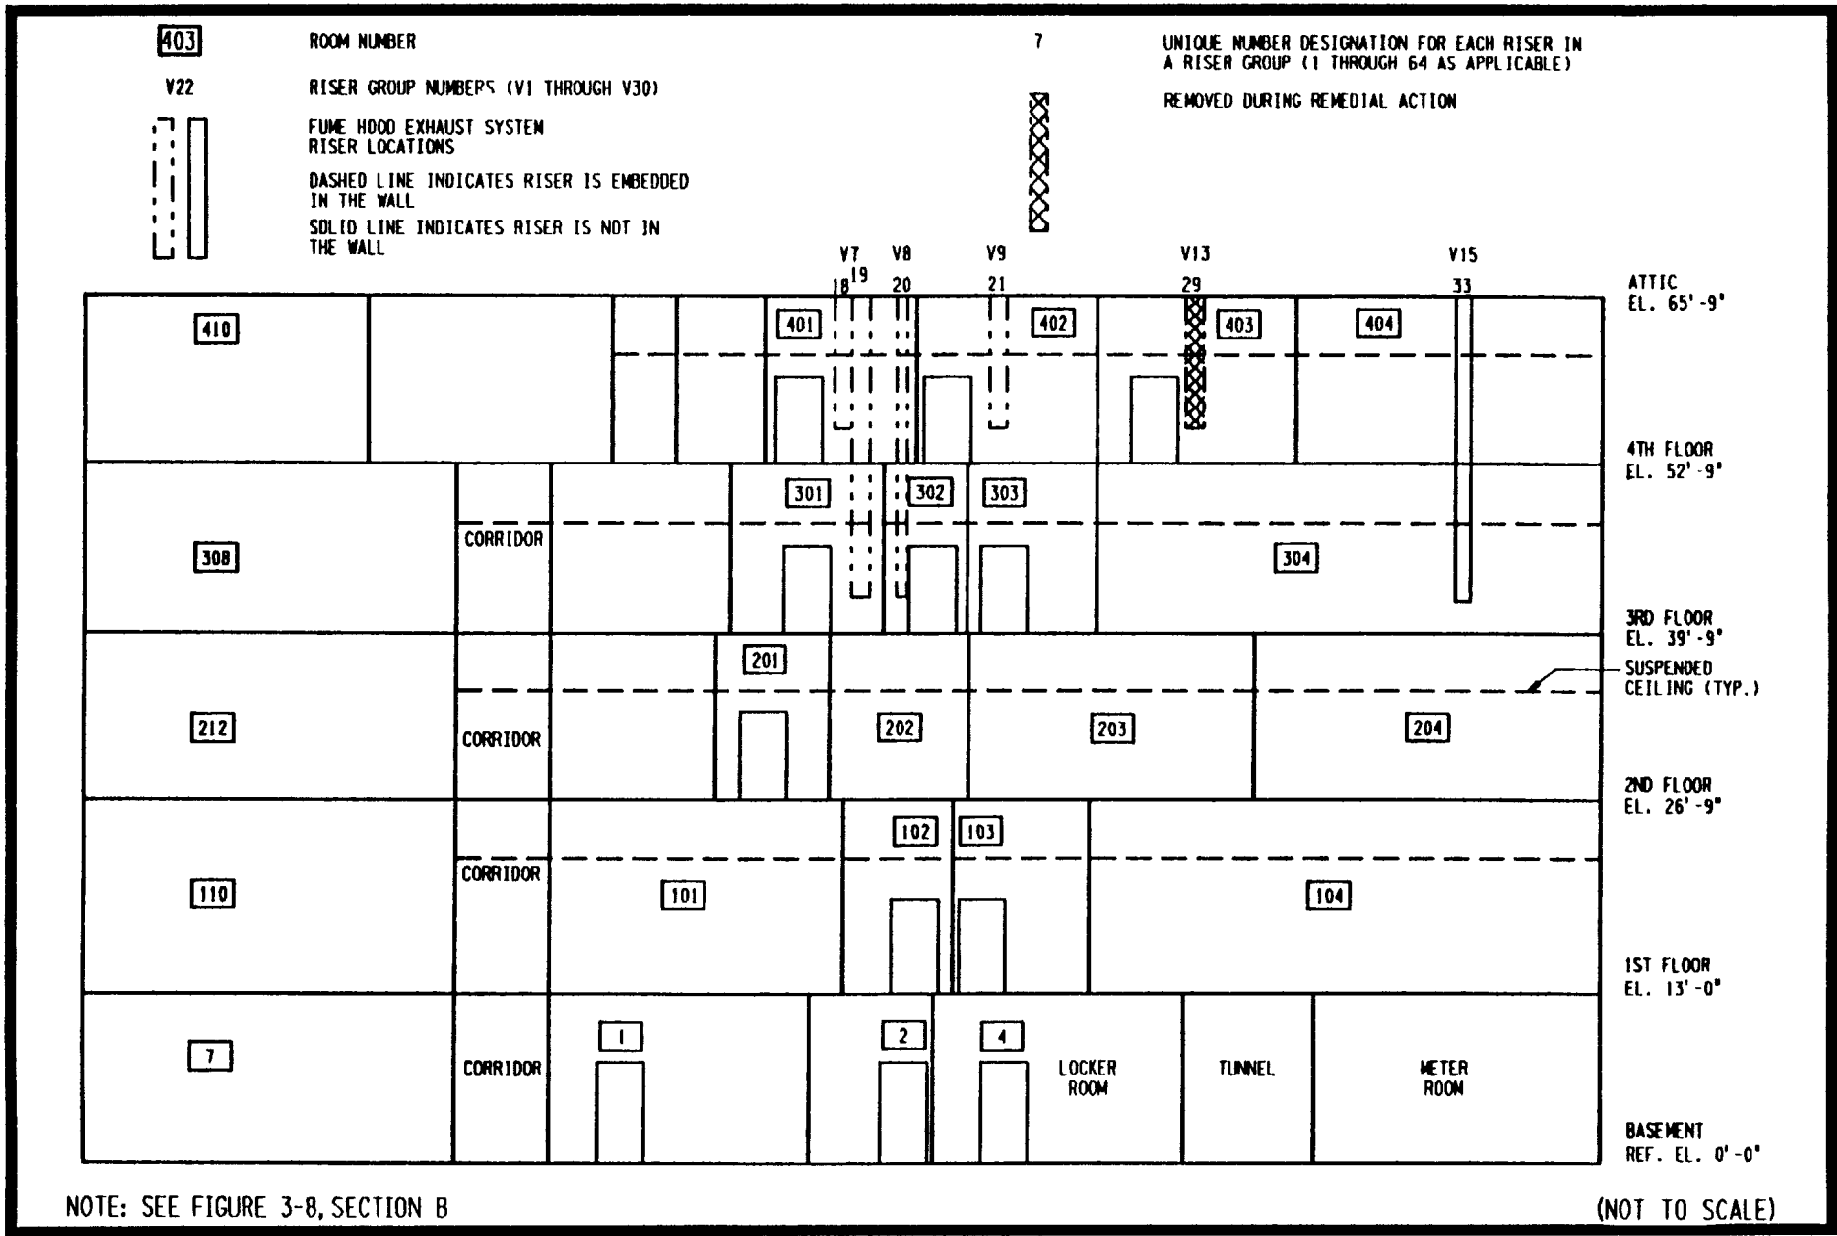 403
ROOM NUMBER
V22
RISER GROUP NUMBERS (V1 THROUGH V30)
FUME HOOD EXHAUST SYSTEM
RISER LOCATIONS
DASHED LINE INDICATES RISER IS EMBEDDED
IN THE WALL
SOLID LINE INDICATES RISER IS NOT IN
THE WALL
7
UNIQUE NUMBER DESIGNATION FOR EACH RISER IN
A RISER GROUP (1 THROUGH 64 AS APPLICABLE)
REMOVED DURING REMEDIAL ACTION
V7
V8
V9
V13
V15
18
19
20
21
29
33
ATTIC
EL. 65'-9"
410
401
402
403
404
4TH FLOOR
EL. 52'-9"
301
302
303
CORRIDOR
308
304
3RD FLOOR
EL. 39'-9"
201
SUSPENDED
CEILING (TYP.)
212
CORRIDOR
202
203
204
2ND FLOOR
EL. 26'-9"
102
103
CORRIDOR
110
101
104
1ST FLOOR
EL. 13'-0"
1
2
4
7
CORRIDOR
LOCKER
ROOM
TUNNEL
METER
ROOM
BASEMENT
REF. EL. 0'-0"
NOTE: SEE FIGURE 3-8, SECTION B
(NOT TO SCALE)